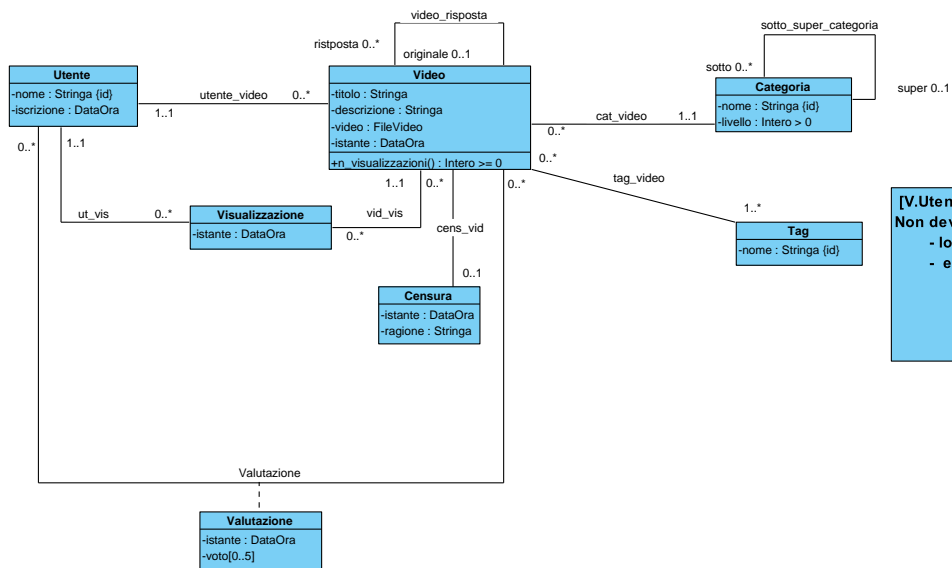 video_risposta
ristposta 0..*
originale 0..1
sotto_super_categoria
sotto 0..*
super 0..1
Utente
-nome : Stringa {id}
-iscrizione : DataOra
utente_video
1..1
0..*
Video
-titolo : Stringa
-descrizione : Stringa
-video : FileVideo
-istante : DataOra
+n_visualizzazioni() : Intero >= 0
cat_video
0..*
1..1
Categoria
-nome : Stringa {id}
-livello : Intero > 0
0..*
tag_video
1..*
Tag
-nome : Stringa {id}
0..*
1..1
ut_vis
0..*
Visualizzazione
-istante : DataOra
vid_vis
0..*
1..1
0..*
cens_vid
0..1
0..*
Censura
-istante : DataOra
-ragione : Stringa
[V.Uten
Non dev
- lo
- e
Valutazione
Valutazione
-istante : DataOra
-voto[0..5]